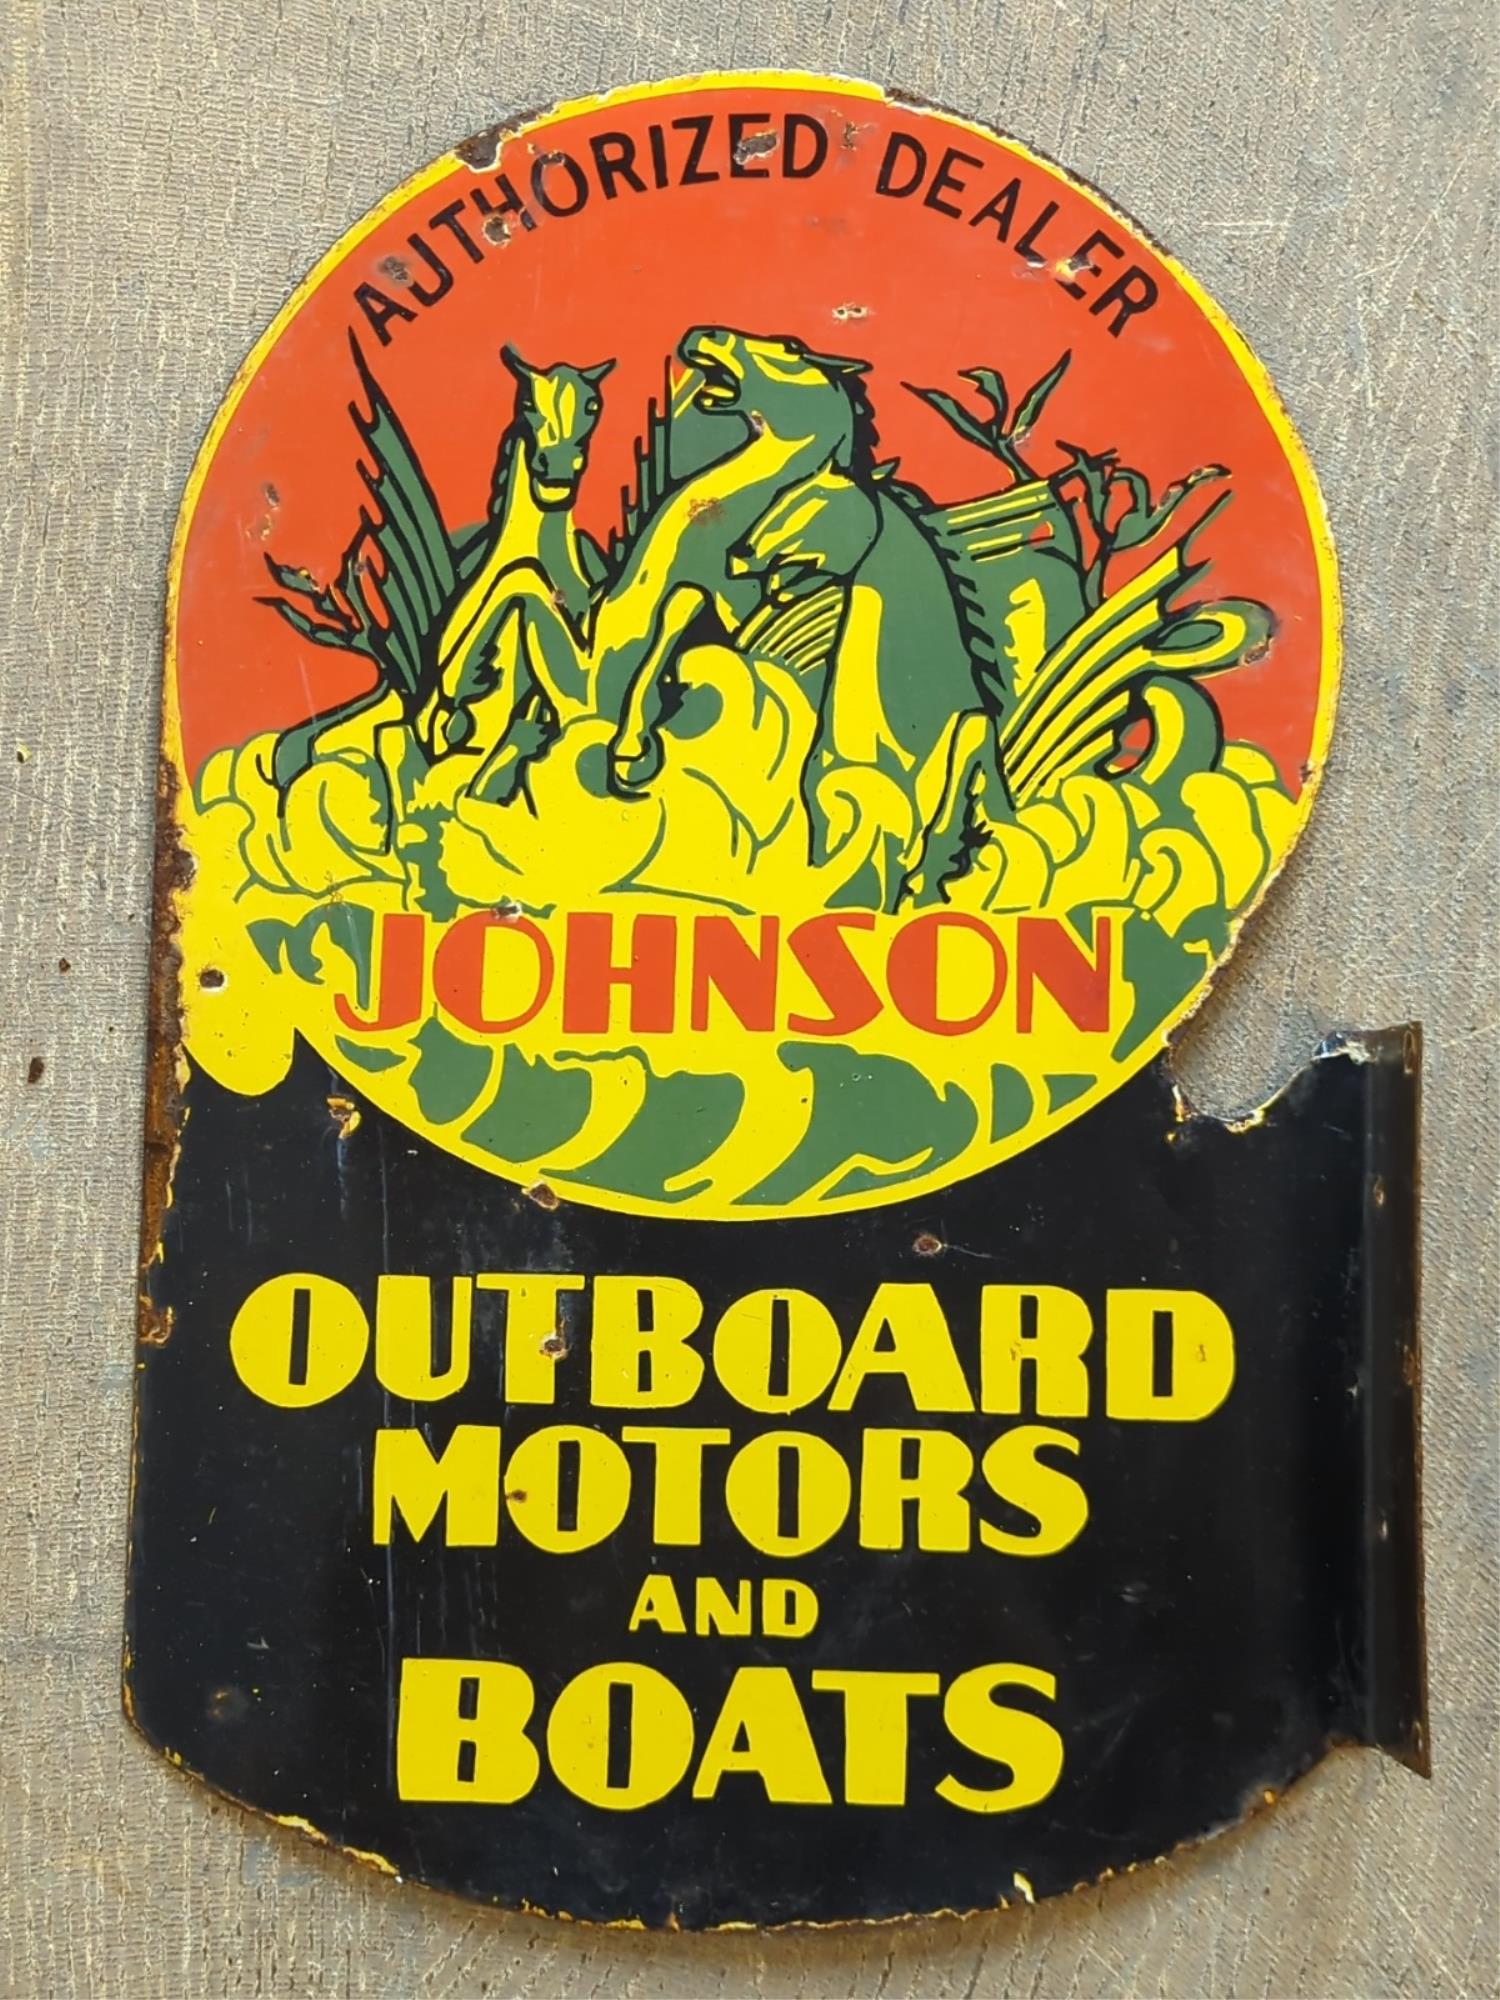 AUTHORIZED DEALER
JOHNSON
OUTBOARD
MOTORS
AND
BOATS